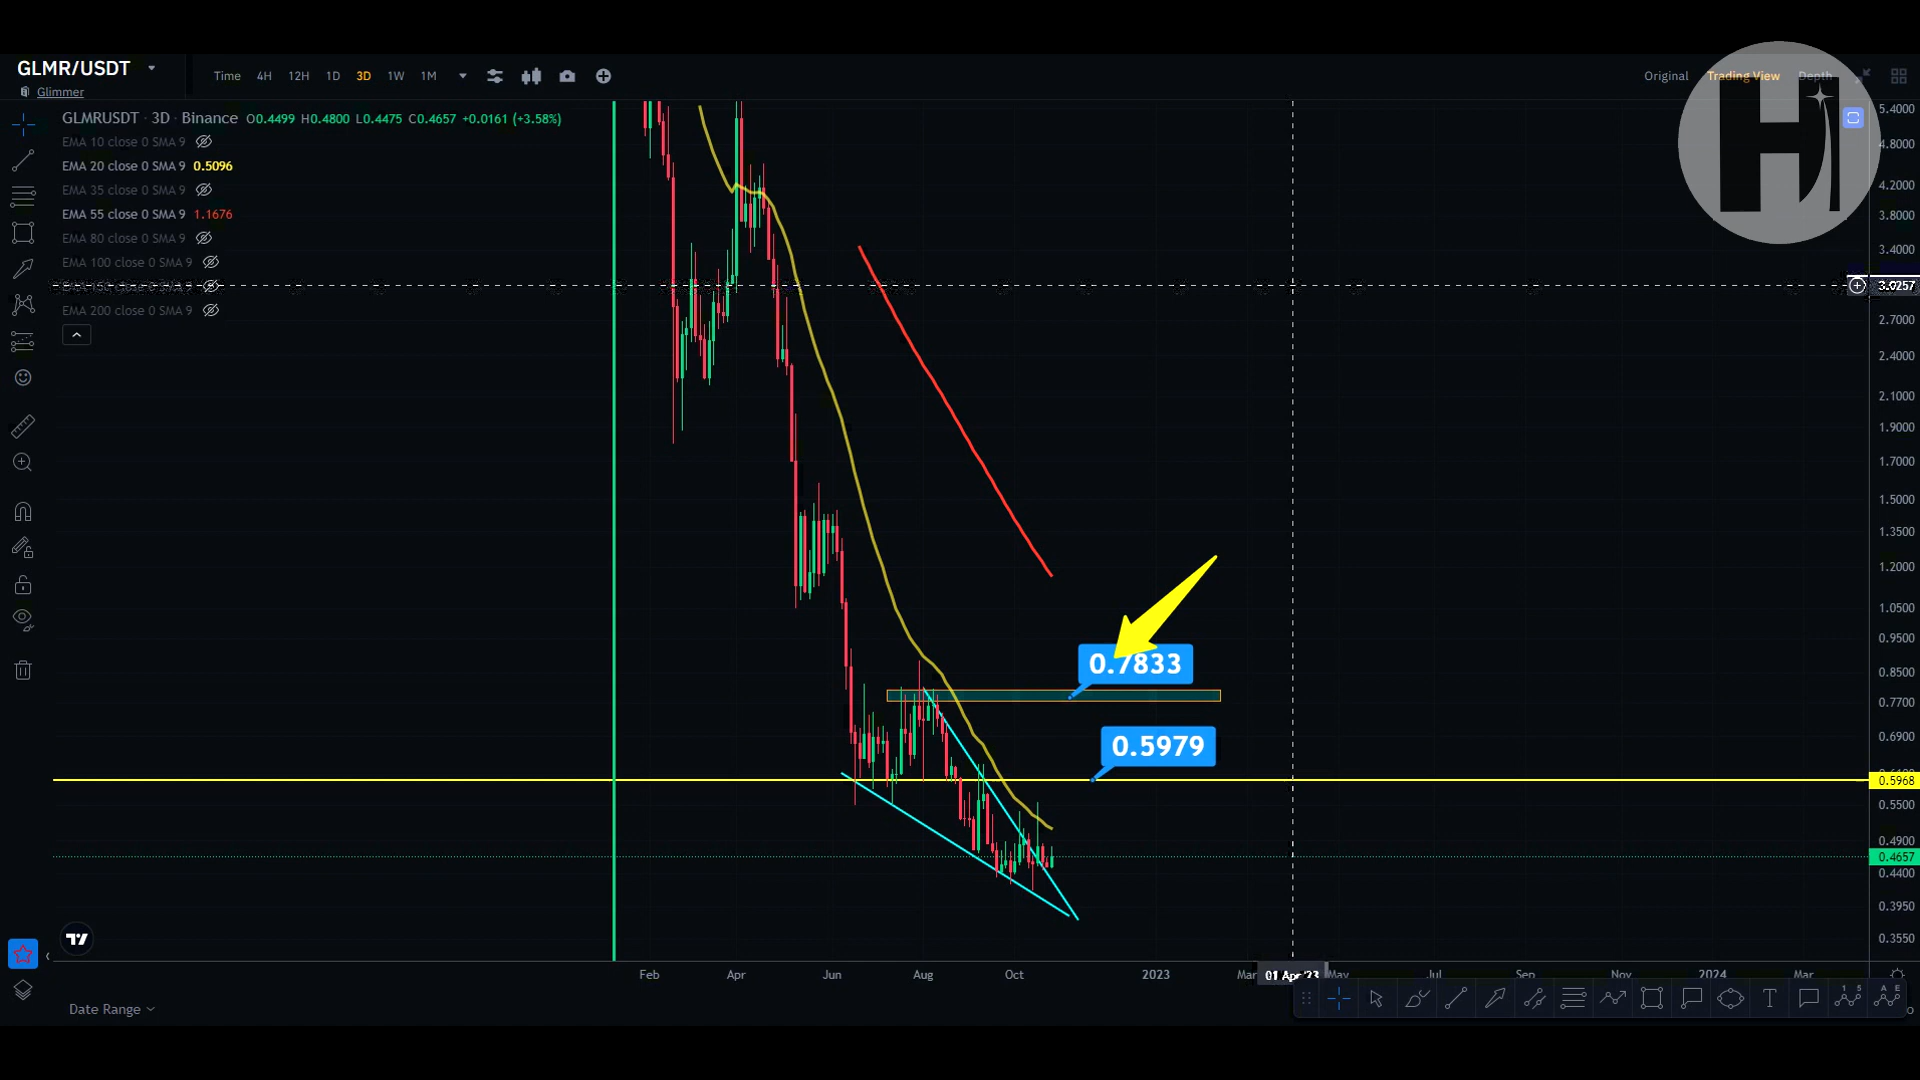 GLMR/USDT
Glimmer
Time 4H 12H 1D 3D 1W 1M
Original Trading View Depth
GLMRUSDT · 3D · Binance O0.4499 H0.4800 L0.4475 C0.4657 +0.0161 (+3.58%)
EMA 10 close 0 SMA 9
EMA 20 close 0 SMA 9 0.5096
EMA 35 close 0 SMA 9
EMA 55 close 0 SMA 9 1.1676
EMA 80 close 0 SMA 9
EMA 100 close 0 SMA 9
EMA 150 close 0 SMA 9
EMA 200 close 0 SMA 9
H
5.4000
4.8000
4.2000
3.8000
3.4000
3.0257
2.7000
2.4000
2.1000
1.9000
1.7000
1.5000
1.3500
1.2000
1.0500
0.9500
0.8500
0.7700
0.6900
0.5968
0.5500
0.4900
0.4657
0.4400
0.3950
0.3550
0.7833
0.5979
Feb Apr Jun Aug Oct 2023 Mar 01 Apr '23 May Jul Sep Nov 2024 Mar
Date Range